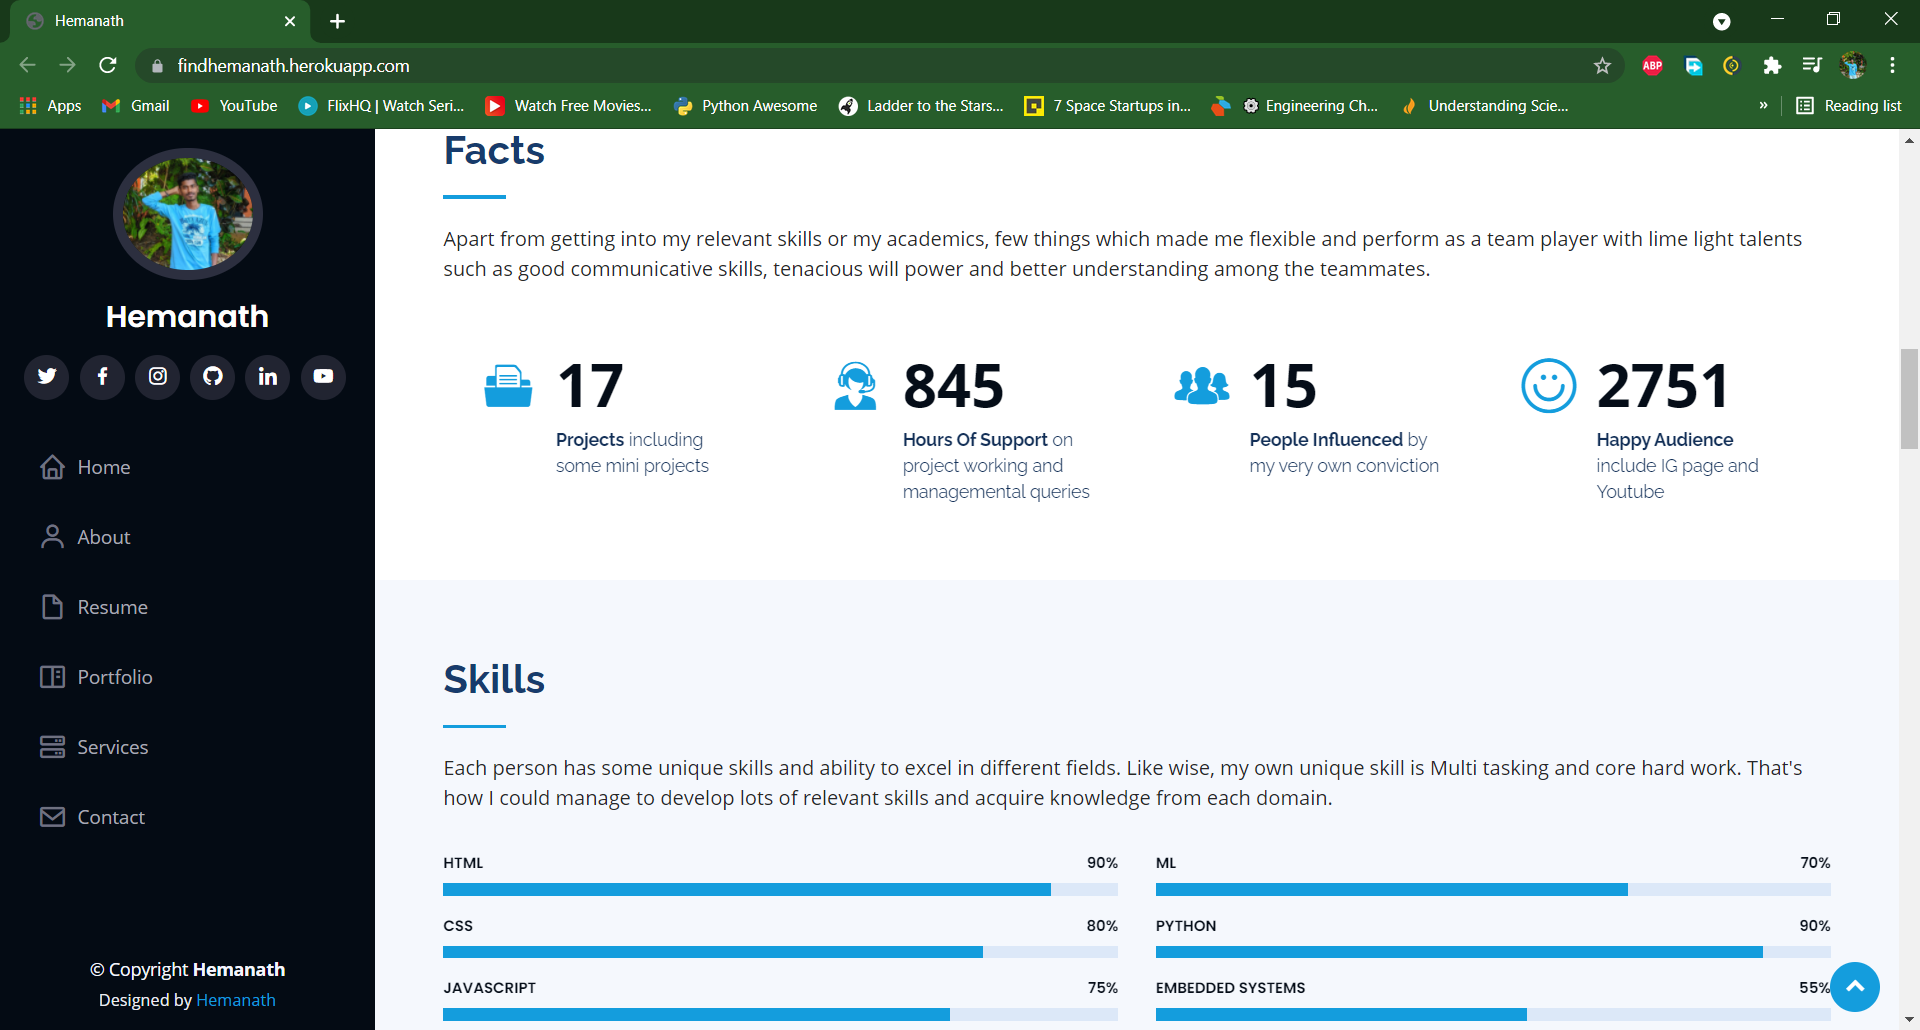 Hemanath
findhemanath.herokuapp.com
ABP
Apps Gmail YouTube FlixHQ | Watch Seri... Watch Free Movies... Python Awesome Ladder to the Stars... 7 Space Startups in... Engineering Ch... Understanding Scie... » Reading list
Hemanath
Home
About
Resume
Portfolio
Services
Contact
© Copyright Hemanath
Designed by Hemanath
Facts
Apart from getting into my relevant skills or my academics, few things which made me flexible and perform as a team player with lime light talents
such as good communicative skills, tenacious will power and better understanding among the teammates.
17
Projects including
some mini projects
845
Hours Of Support on
project working and
managemental queries
15
People Influenced by
my very own conviction
2751
Happy Audience
include IG page and
Youtube
Skills
Each person has some unique skills and ability to excel in different fields. Like wise, my own unique skill is Multi tasking and core hard work. That's
how I could manage to develop lots of relevant skills and acquire knowledge from each domain.
HTML 90%
CSS 80%
JAVASCRIPT 75%
ML 70%
PYTHON 90%
EMBEDDED SYSTEMS 55%